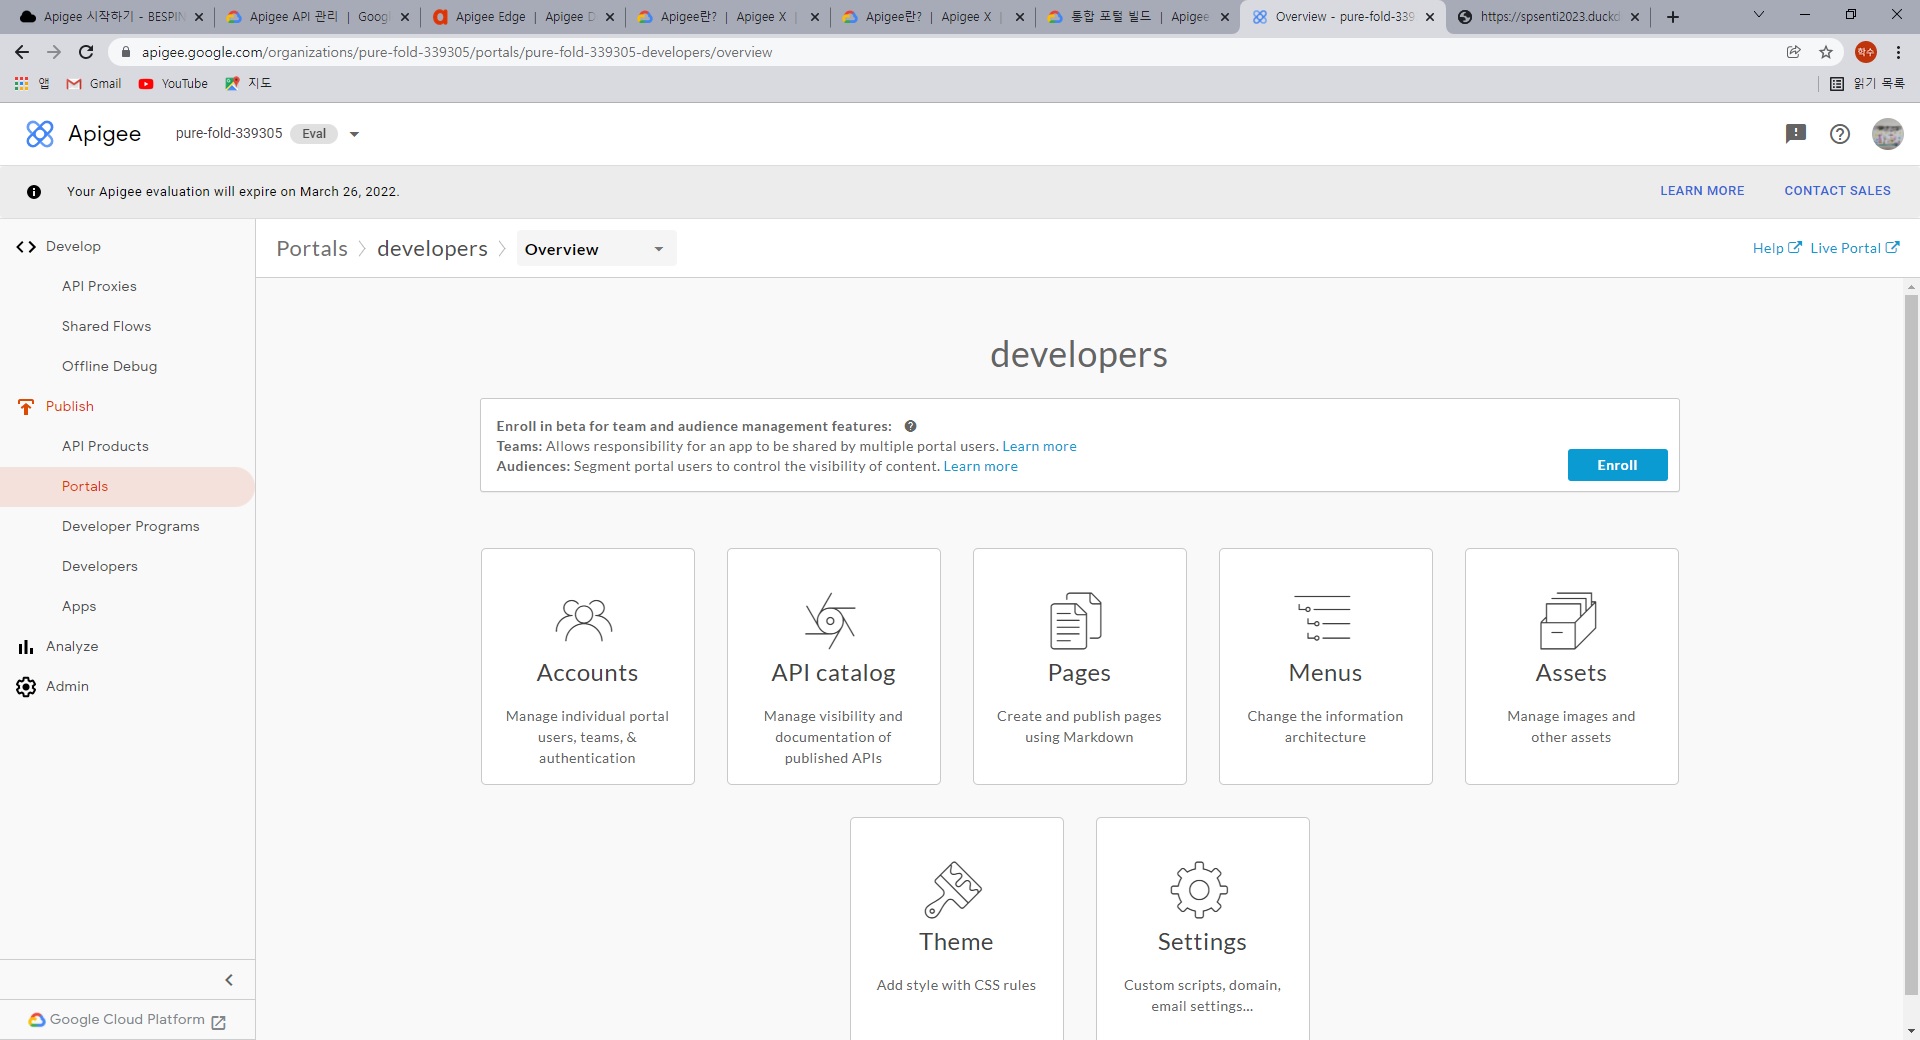 Apigee 시작하기 - BESPIN
Apigee API 관리 | Googl
Apigee Edge | Apigee D
Apigee란? | Apigee X |
Apigee란? | Apigee X |
통합 포털 빌드 | Apigee
Overview - pure-fold-339
https://spsenti2023.duckd
apigee.google.com/organizations/pure-fold-339305/portals/pure-fold-339305-developers/overview
학수
앱
Gmail
YouTube
지도
읽기 목록
Apigee
pure-fold-339305
Eval
Your Apigee evaluation will expire on March 26, 2022.
LEARN MORE
CONTACT SALES
Develop
API Proxies
Shared Flows
Offline Debug
Publish
API Products
Portals
Developer Programs
Developers
Apps
Analyze
Admin
Google Cloud Platform
Portals
developers
Overview
Help
Live Portal
developers
Enroll in beta for team and audience management features:
Teams: Allows responsibility for an app to be shared by multiple portal users. Learn more
Audiences: Segment portal users to control the visibility of content. Learn more
Enroll
Accounts
Manage individual portal
users, teams, &
authentication
API catalog
Manage visibility and
documentation of
published APIs
Pages
Create and publish pages
using Markdown
Menus
Change the information
architecture
Assets
Manage images and
other assets
Theme
Add style with CSS rules
Settings
Custom scripts, domain,
email settings...